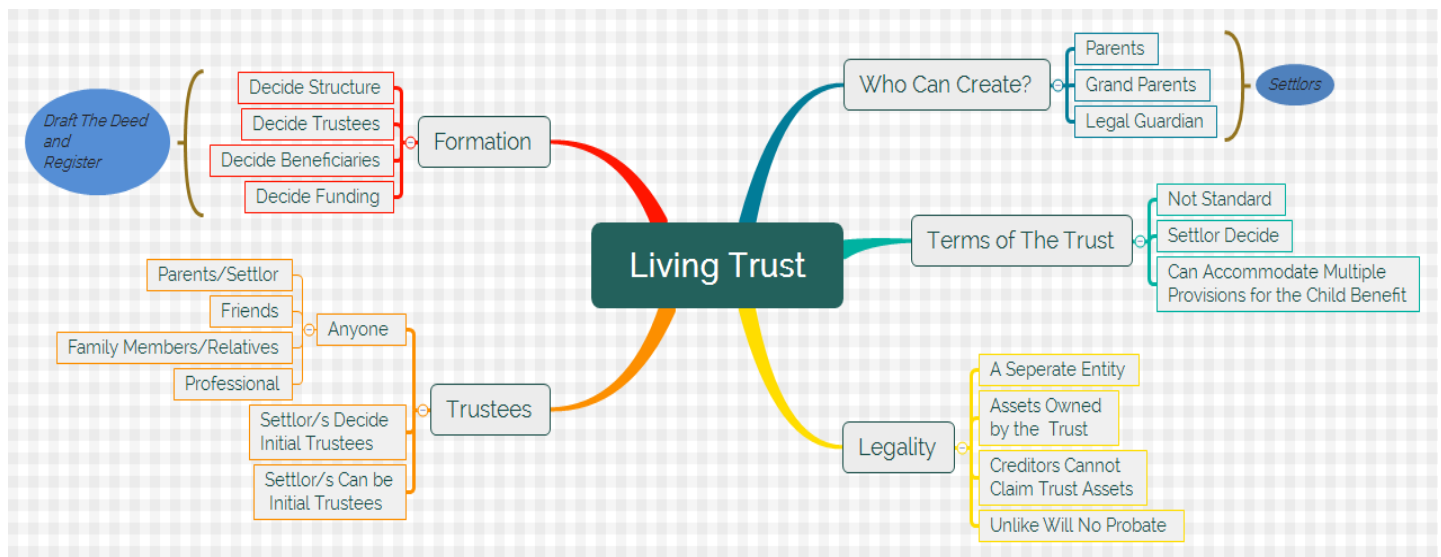 Living Trust
Who Can Create?
Parents
Grand Parents
Legal Guardian
Settlors
Terms of The Trust
Not Standard
Settlor Decide
Can Accommodate Multiple
Provisions for the Child Benefit
Legality
A Seperate Entity
Assets Owned
by the Trust
Creditors Cannot
Claim Trust Assets
Unlike Will No Probate
Formation
Decide Structure
Decide Trustees
Decide Beneficiaries
Decide Funding
Draft The Deed
and
Register
Trustees
Anyone
Parents/Settlor
Friends
Family Members/Relatives
Professional
Settlor/s Decide
Initial Trustees
Settlor/s Can be
Initial Trustees